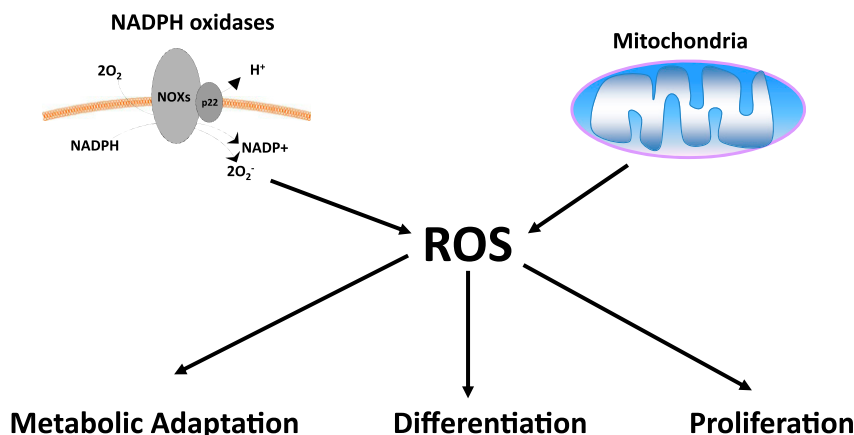 NADPH oxidases
Mitochondria
2O₂
H⁺
NOXs
p22
NADPH
NADP+
2O₂⁻
ROS
Metabolic Adaptation
Differentiation
Proliferation